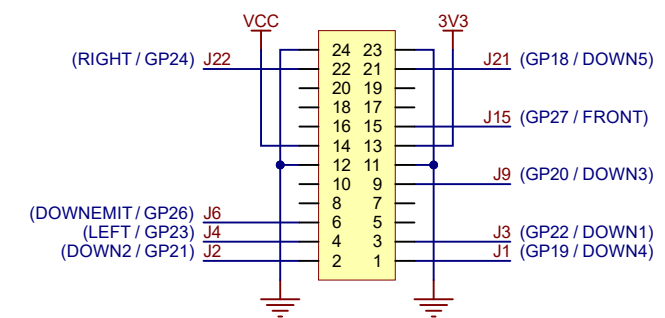 VCC 3V3
24 23
(RIGHT / GP24) J22 22 21 J21 (GP18 / DOWN5)
20 19
18 17
16 15 J15 (GP27 / FRONT)
14 13
12 11
10 9 J9 (GP20 / DOWN3)
8 7
(DOWNEMIT / GP26) J6 6 5
(LEFT / GP23) J4 4 3 J3 (GP22 / DOWN1)
(DOWN2 / GP21) J2 2 1 J1 (GP19 / DOWN4)